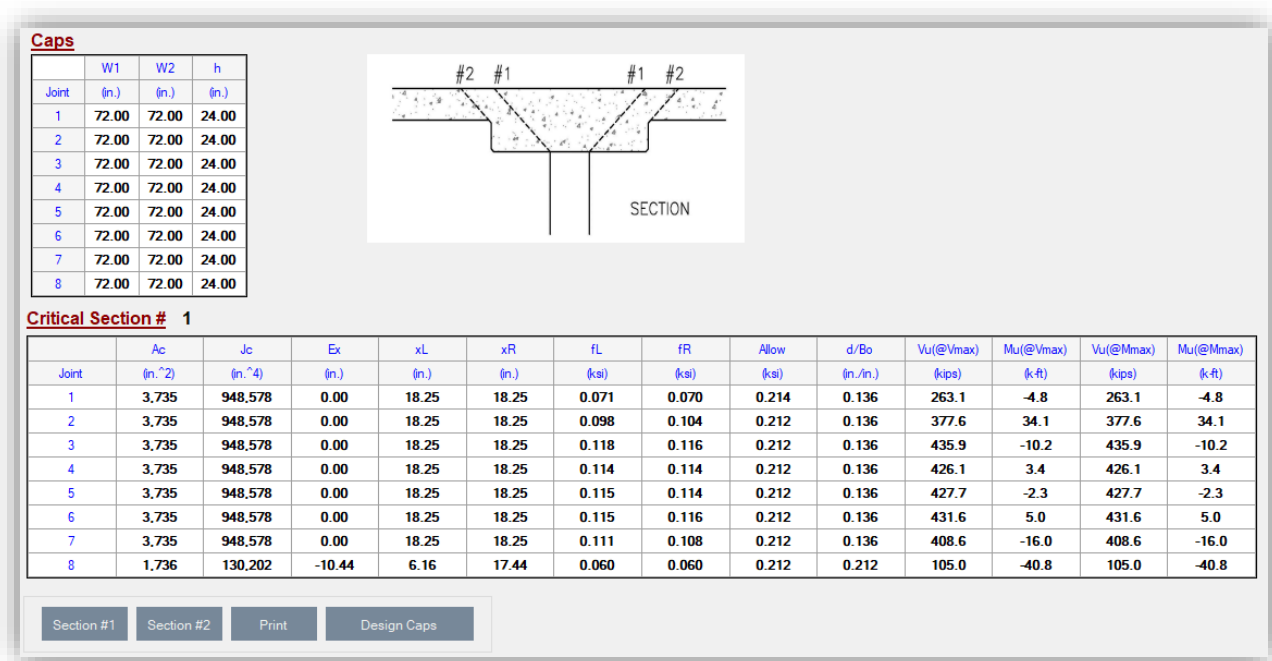 Caps
W1 W2 h
Joint (in.) (in.) (in.)
1 72.00 72.00 24.00
2 72.00 72.00 24.00
3 72.00 72.00 24.00
4 72.00 72.00 24.00
5 72.00 72.00 24.00
6 72.00 72.00 24.00
7 72.00 72.00 24.00
8 72.00 72.00 24.00
#2 #1 #1 #2
SECTION
Critical Section # 1
Ac Jc Ex xL xR fL fR Allow d/Bo Vu(@Vmax) Mu(@Vmax) Vu(@Mmax) Mu(@Mmax)
Joint (in.^2) (in.^4) (in.) (in.) (in.) (ksi) (ksi) (ksi) (in./in.) (kips) (k-ft) (kips) (k-ft)
1 3,735 948,578 0.00 18.25 18.25 0.071 0.070 0.214 0.136 263.1 -4.8 263.1 -4.8
2 3,735 948,578 0.00 18.25 18.25 0.098 0.104 0.212 0.136 377.6 34.1 377.6 34.1
3 3,735 948,578 0.00 18.25 18.25 0.118 0.116 0.212 0.136 435.9 -10.2 435.9 -10.2
4 3,735 948,578 0.00 18.25 18.25 0.114 0.114 0.212 0.136 426.1 3.4 426.1 3.4
5 3,735 948,578 0.00 18.25 18.25 0.115 0.114 0.212 0.136 427.7 -2.3 427.7 -2.3
6 3,735 948,578 0.00 18.25 18.25 0.115 0.116 0.212 0.136 431.6 5.0 431.6 5.0
7 3,735 948,578 0.00 18.25 18.25 0.111 0.108 0.212 0.136 408.6 -16.0 408.6 -16.0
8 1,736 130,202 -10.44 6.16 17.44 0.060 0.060 0.212 0.212 105.0 -40.8 105.0 -40.8
Section #1 Section #2 Print Design Caps